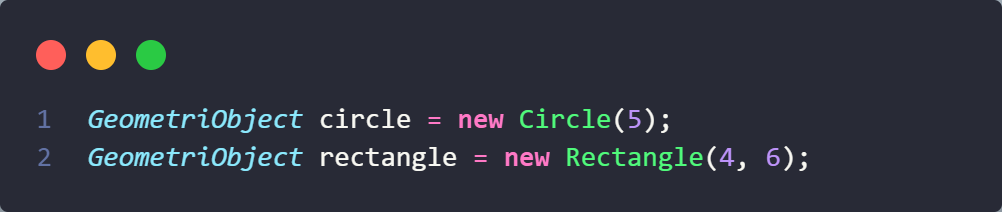 1 GeometriObject circle = new Circle(5);
2 GeometriObject rectangle = new Rectangle(4, 6);